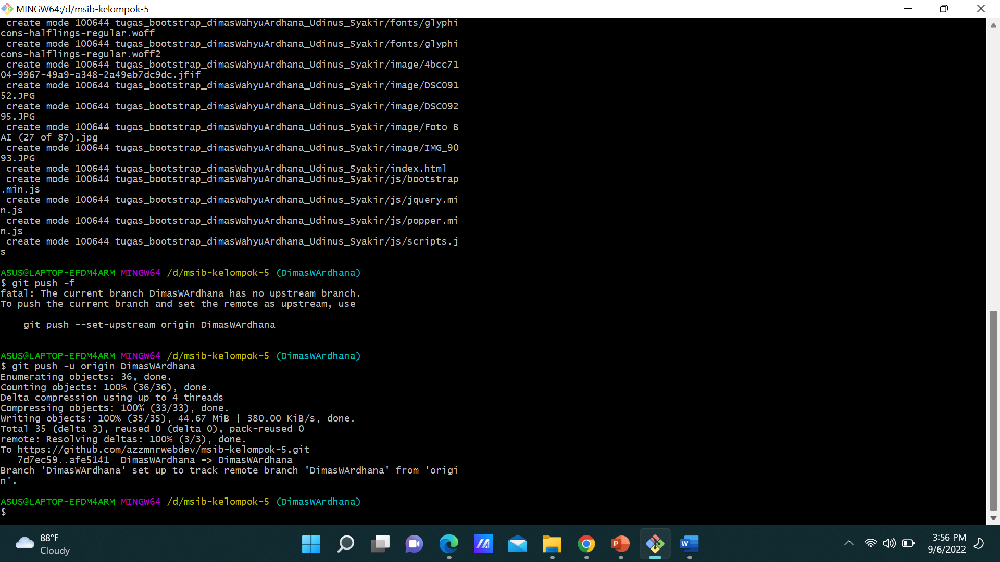 MINGW64:/d/msib-kelompok-5
 create mode 100644 tugas_bootstrap_dimasWahyuArdhana_Udinus_Syakir/fonts/glyphi
cons-halflings-regular.woff
 create mode 100644 tugas_bootstrap_dimasWahyuArdhana_Udinus_Syakir/fonts/glyphi
cons-halflings-regular.woff2
 create mode 100644 tugas_bootstrap_dimasWahyuArdhana_Udinus_Syakir/image/4bcc71
04-9967-49a9-a348-2a49eb7dc9dc.jfif
 create mode 100644 tugas_bootstrap_dimasWahyuArdhana_Udinus_Syakir/image/DSC091
52.JPG
 create mode 100644 tugas_bootstrap_dimasWahyuArdhana_Udinus_Syakir/image/DSC092
95.JPG
 create mode 100644 tugas_bootstrap_dimasWahyuArdhana_Udinus_Syakir/image/Foto B
AI (27 of 87).jpg
 create mode 100644 tugas_bootstrap_dimasWahyuArdhana_Udinus_Syakir/image/IMG_90
93.JPG
 create mode 100644 tugas_bootstrap_dimasWahyuArdhana_Udinus_Syakir/index.html
 create mode 100644 tugas_bootstrap_dimasWahyuArdhana_Udinus_Syakir/js/bootstrap
.min.js
 create mode 100644 tugas_bootstrap_dimasWahyuArdhana_Udinus_Syakir/js/jquery.mi
n.js
 create mode 100644 tugas_bootstrap_dimasWahyuArdhana_Udinus_Syakir/js/popper.mi
n.js
 create mode 100644 tugas_bootstrap_dimasWahyuArdhana_Udinus_Syakir/js/scripts.j
s
ASUS@LAPTOP-EFDM4ARM MINGW64 /d/msib-kelompok-5 (DimasWArdhana)
$ git push -f
fatal: The current branch DimasWArdhana has no upstream branch.
To push the current branch and set the remote as upstream, use
    git push --set-upstream origin DimasWArdhana
ASUS@LAPTOP-EFDM4ARM MINGW64 /d/msib-kelompok-5 (DimasWArdhana)
$ git push -u origin DimasWArdhana
Enumerating objects: 36, done.
Counting objects: 100% (36/36), done.
Delta compression using up to 4 threads
Compressing objects: 100% (33/33), done.
Writing objects: 100% (35/35), 44.67 MiB | 380.00 KiB/s, done.
Total 35 (delta 3), reused 0 (delta 0), pack-reused 0
remote: Resolving deltas: 100% (3/3), done.
To https://github.com/azzmnrwebdev/msib-kelompok-5.git
   7d7ec59..afe5141  DimasWArdhana -> DimasWArdhana
Branch 'DimasWArdhana' set up to track remote branch 'DimasWArdhana' from 'origi
n'.
ASUS@LAPTOP-EFDM4ARM MINGW64 /d/msib-kelompok-5 (DimasWArdhana)
$
88°F
Cloudy
P
W
3:56 PM
9/6/2022